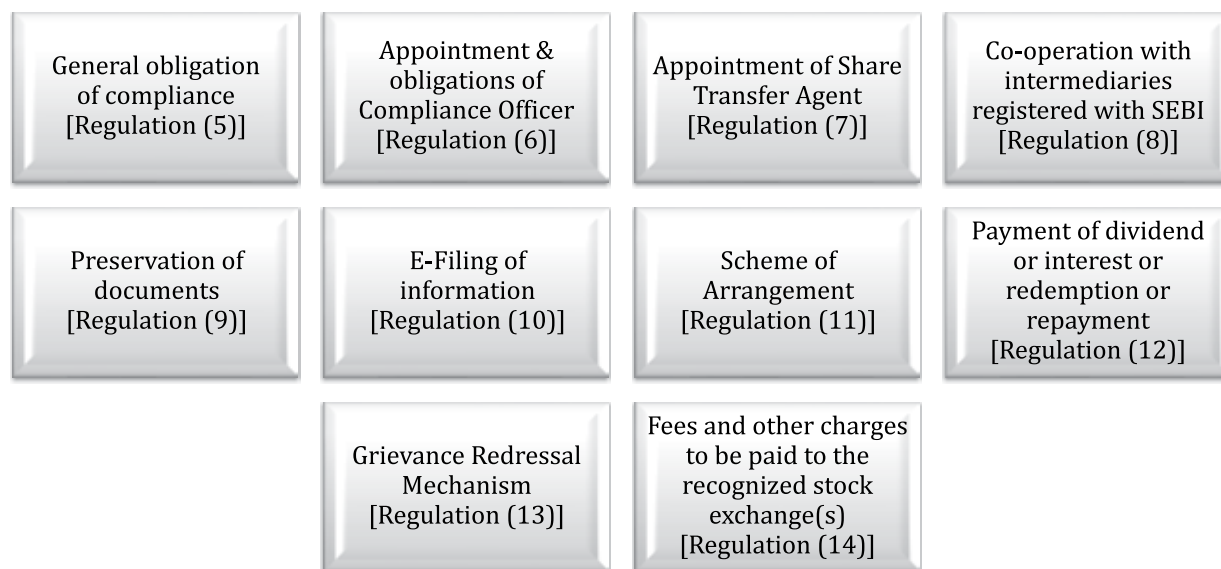 General obligation
of compliance
[Regulation (5)]
Appointment &
obligations of
Compliance Officer
[Regulation (6)]
Appointment of Share
Transfer Agent
[Regulation (7)]
Co-operation with
intermediaries
registered with SEBI
[Regulation (8)]
Preservation of
documents
[Regulation (9)]
E-Filing of
information
[Regulation (10)]
Scheme of
Arrangement
[Regulation (11)]
Payment of dividend
or interest or
redemption or
repayment
[Regulation (12)]
Grievance Redressal
Mechanism
[Regulation (13)]
Fees and other charges
to be paid to the
recognized stock
exchange(s)
[Regulation (14)]